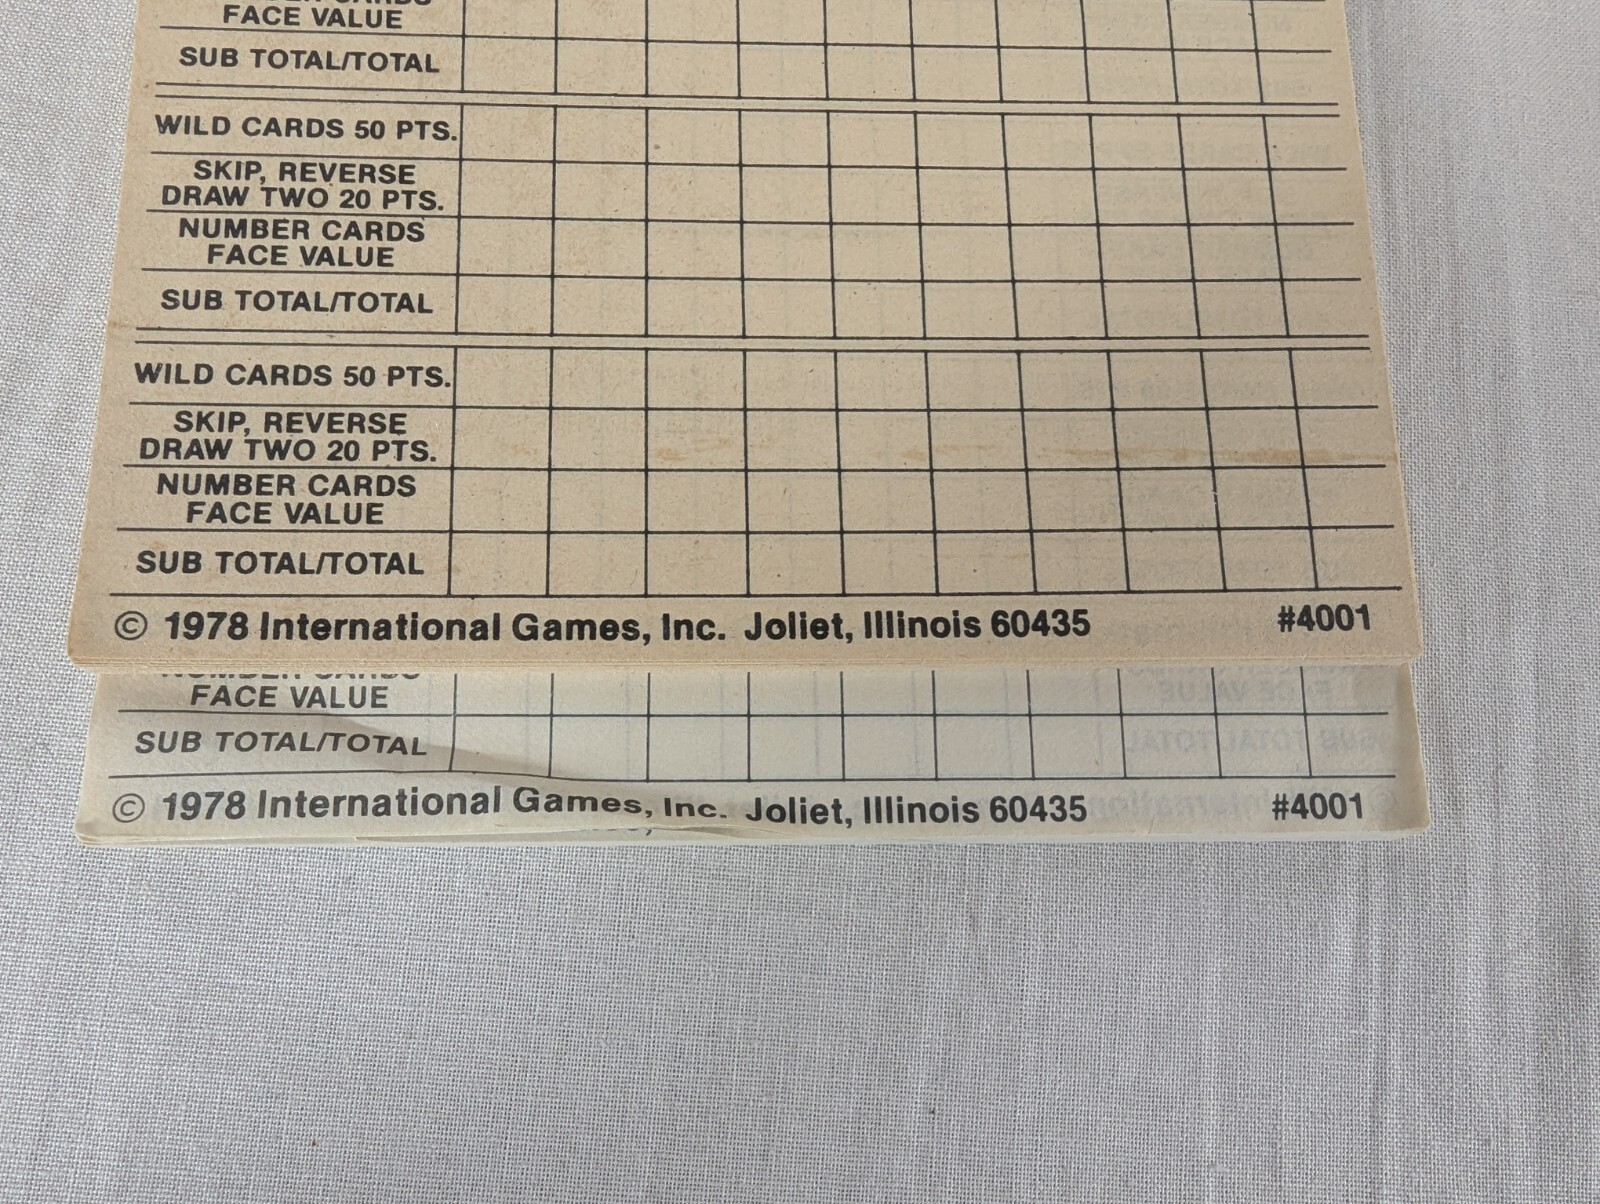 FACE VALUE
SUB TOTAL/TOTAL
WILD CARDS 50 PTS.
SKIP, REVERSE
DRAW TWO 20 PTS.
NUMBER CARDS
FACE VALUE
SUB TOTAL/TOTAL
WILD CARDS 50 PTS.
SKIP, REVERSE
DRAW TWO 20 PTS.
NUMBER CARDS
FACE VALUE
SUB TOTAL/TOTAL
© 1978 International Games, Inc. Joliet, Illinois 60435 #4001
NUMBER CARDS
FACE VALUE
SUB TOTAL/TOTAL
© 1978 International Games, Inc. Joliet, Illinois 60435 #4001